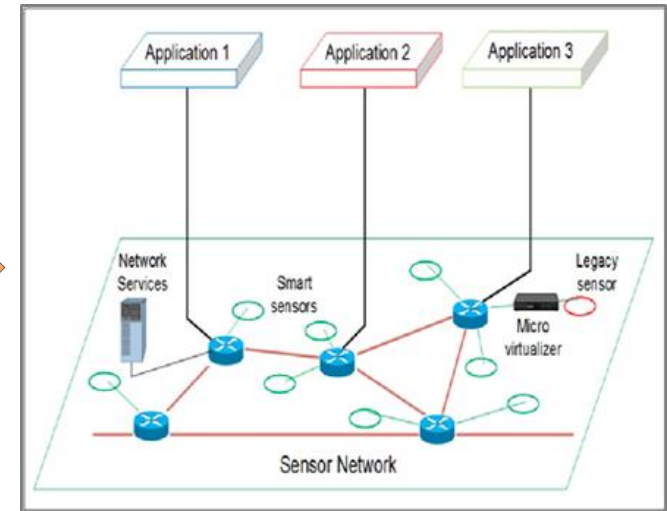 Application 1
Application 2
Application 3
Network
Services
Smart
sensors
Legacy
sensor
Micro
virtualizer
Sensor Network